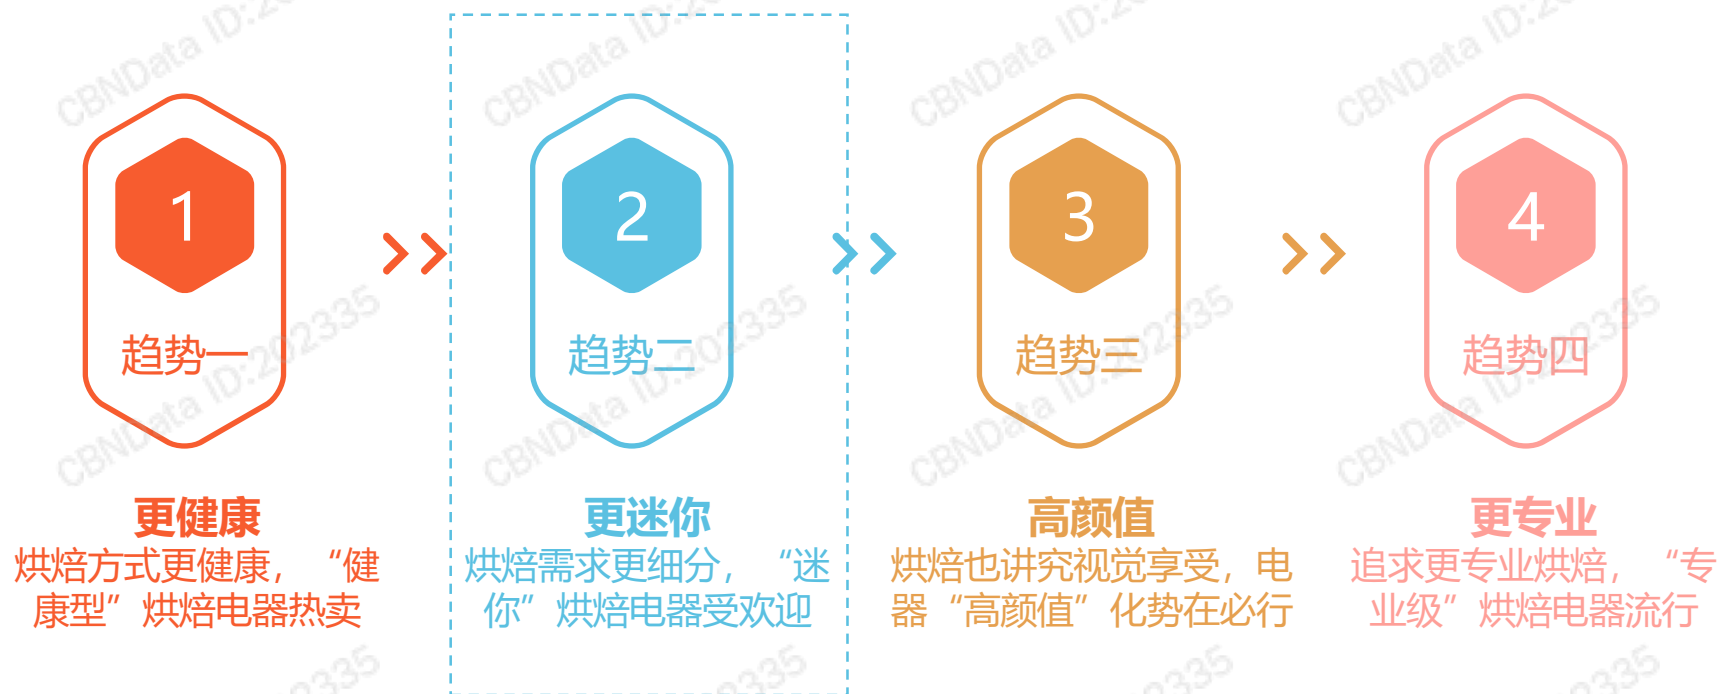 CBNData ID:202335
1
2
3
4
趋势一
趋势二
趋势三
趋势四
更健康
烘焙方式更健康，“健
康型”烘焙电器热卖
更迷你
烘焙需求更细分，“迷
你”烘焙电器受欢迎
高颜值
烘焙也讲究视觉享受，电
器“高颜值”化势在必行
更专业
追求更专业烘焙，“专
业级”烘焙电器流行